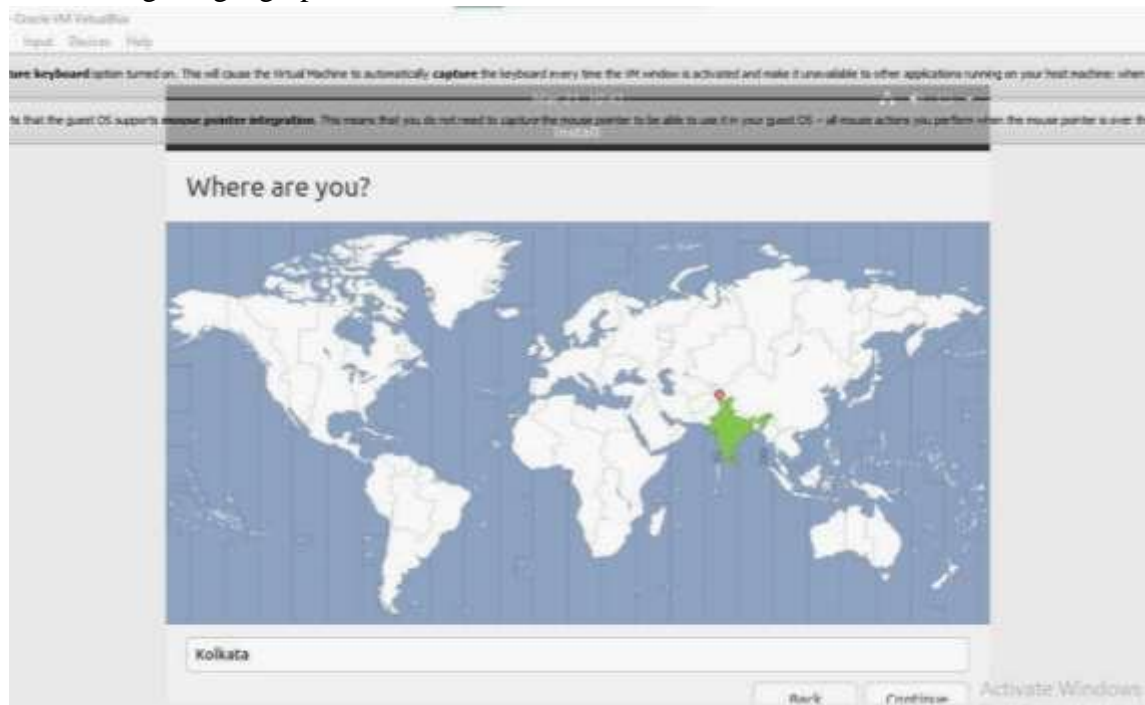 Oracle VM VirtualBox
Input Devices Help
ure keyboard option turned on. This will cause the Virtual Machine to automatically capture the keyboard every time the VM window is activated and make it unavailable to other applications running on your host machine: when
ts that the guest OS supports mouse pointer integration. This means that you do not need to capture the mouse pointer to be able to use it in your guest OS – all mouse actions you perform when the mouse pointer is over th
Install
Where are you?
Kolkata
Back Continue
Activate Windows